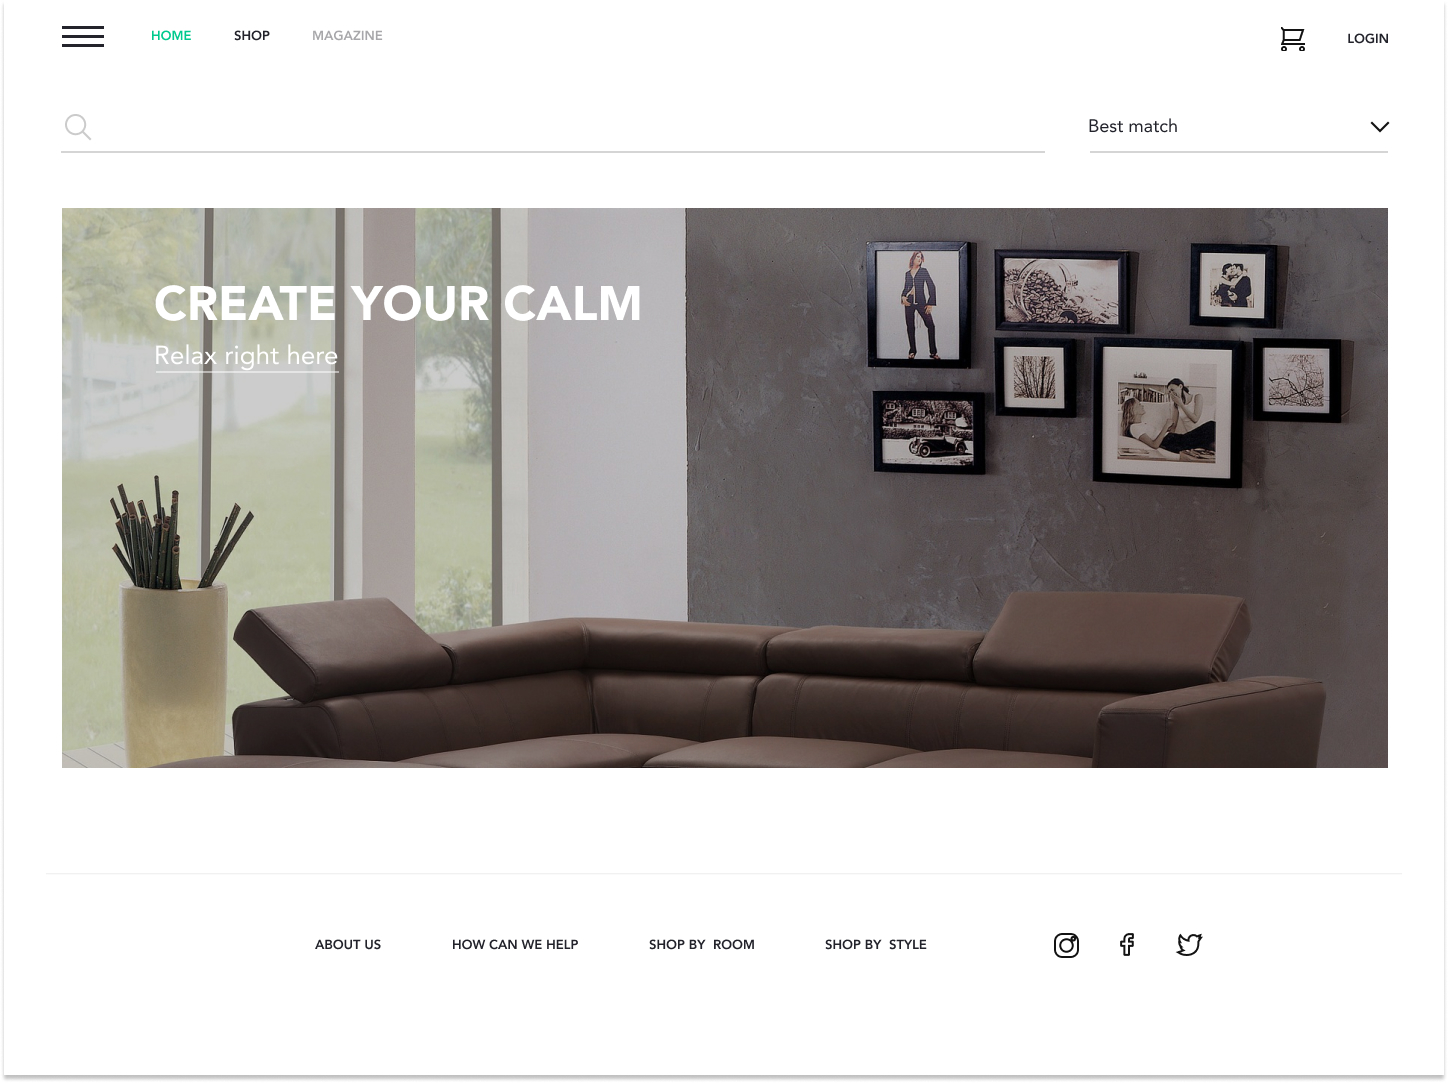 HOME SHOP MAGAZINE LOGIN
Best match
CREATE YOUR CALM
Relax right here
ABOUT US HOW CAN WE HELP SHOP BY ROOM SHOP BY STYLE